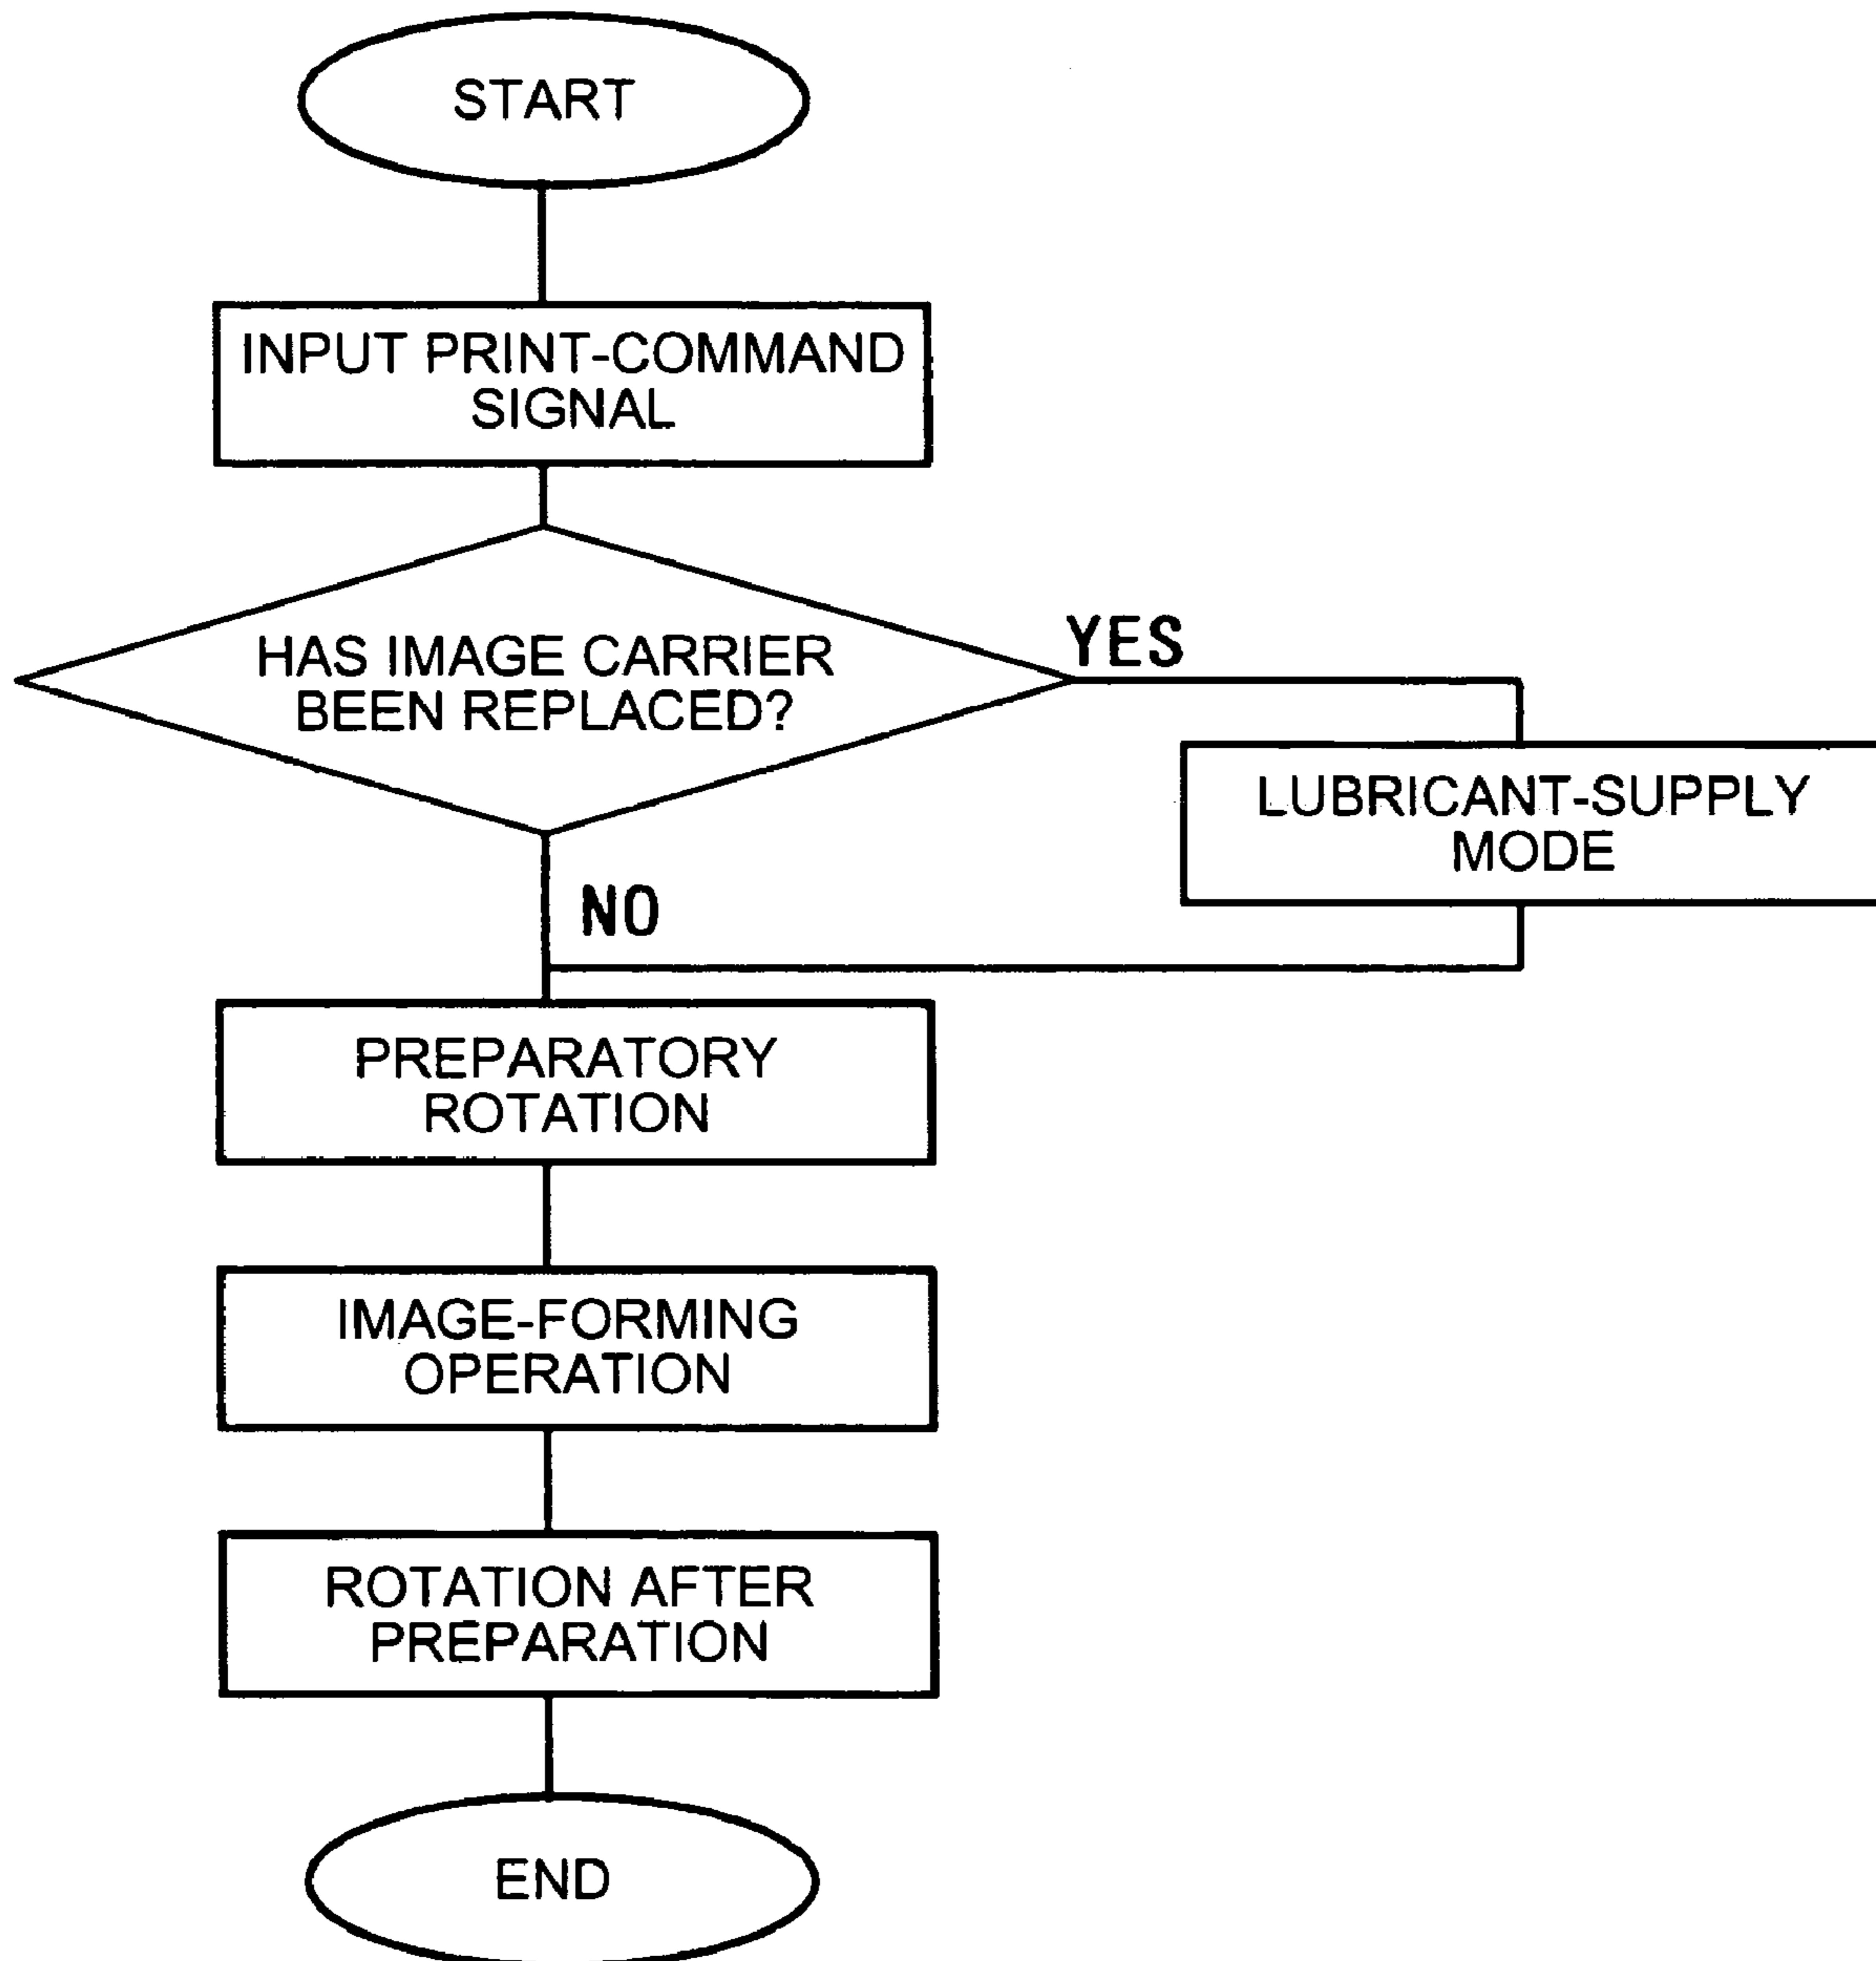 START
INPUT PRINT-COMMAND
SIGNAL
HAS IMAGE CARRIER
BEEN REPLACED?
YES
LUBRICANT-SUPPLY
MODE
NO
PREPARATORY
ROTATION
IMAGE-FORMING
OPERATION
ROTATION AFTER
PREPARATION
END